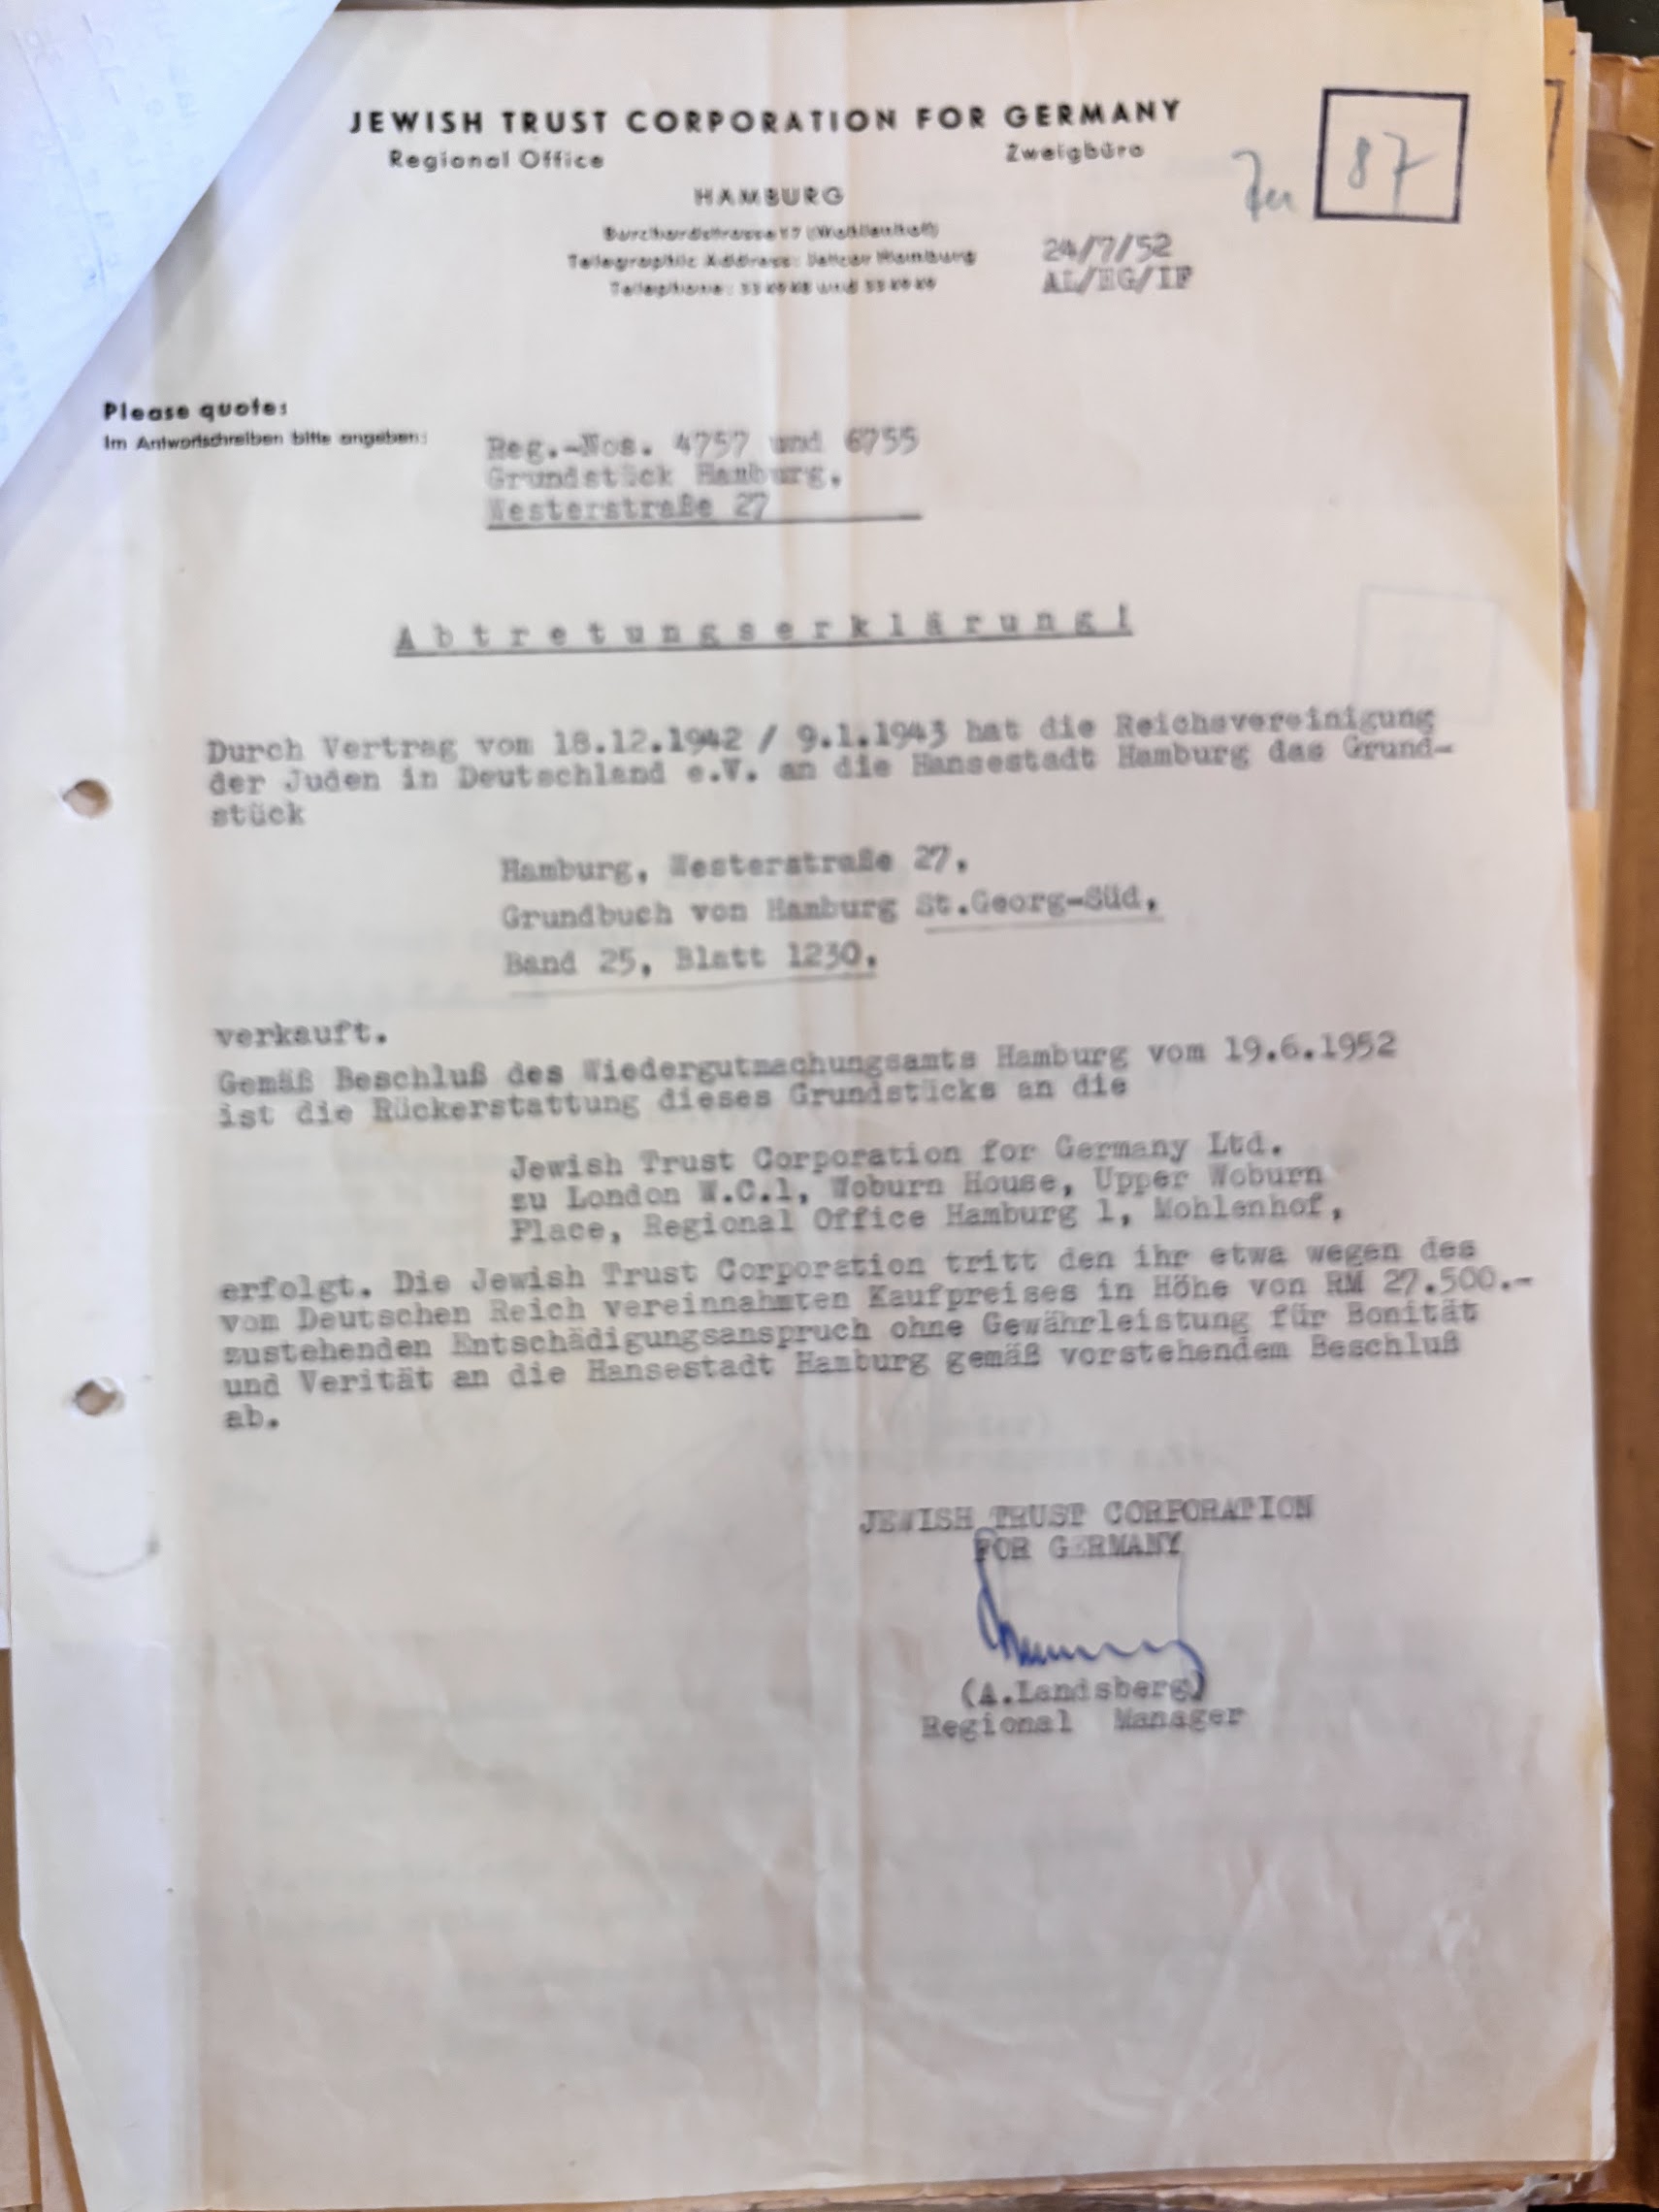 JEWISH TRUST CORPORATION FOR GERMANY
Regional Office Zweigbüro
HAMBURG
Telegraphic Address: Hamburg
Telephone: und
Zu 87
24/7/52
AL/HG/IF
Please quote:
Im Antwortschreiben bitte angeben:
Reg.-Nos. 4757 und 6755
Grundstück Hamburg,
Westerstraße 27
Abtretungserklärung!
Durch Vertrag vom 18.12.1942 / 9.1.1943 hat die Reichsvereinigung
der Juden in Deutschland e.V. an die Hansestadt Hamburg das Grund-
stück
Hamburg, Westerstraße 27,
Grundbuch von Hamburg St.Georg-Süd,
Band 25, Blatt 1230,
verkauft.
Gemäß Beschluß des Wiedergutmachungsamts Hamburg vom 19.6.1952
ist die Rückerstattung dieses Grundstücks an die
Jewish Trust Corporation for Germany Ltd.
zu London W.C.1, Woburn House, Upper Woburn
Place, Regional Office Hamburg 1, Mohlenhof,
erfolgt. Die Jewish Trust Corporation tritt den ihr etwa wegen des
vom Deutschen Reich vereinnahmten Kaufpreises in Höhe von RM 27.500.-
zustehenden Entschädigungsanspruch ohne Gewährleistung für Bonität
und Verität an die Hansestadt Hamburg gemäß vorstehendem Beschluß
ab.
JEWISH TRUST CORPORATION
FOR GERMANY
(A.Landsberg)
Regional Manager